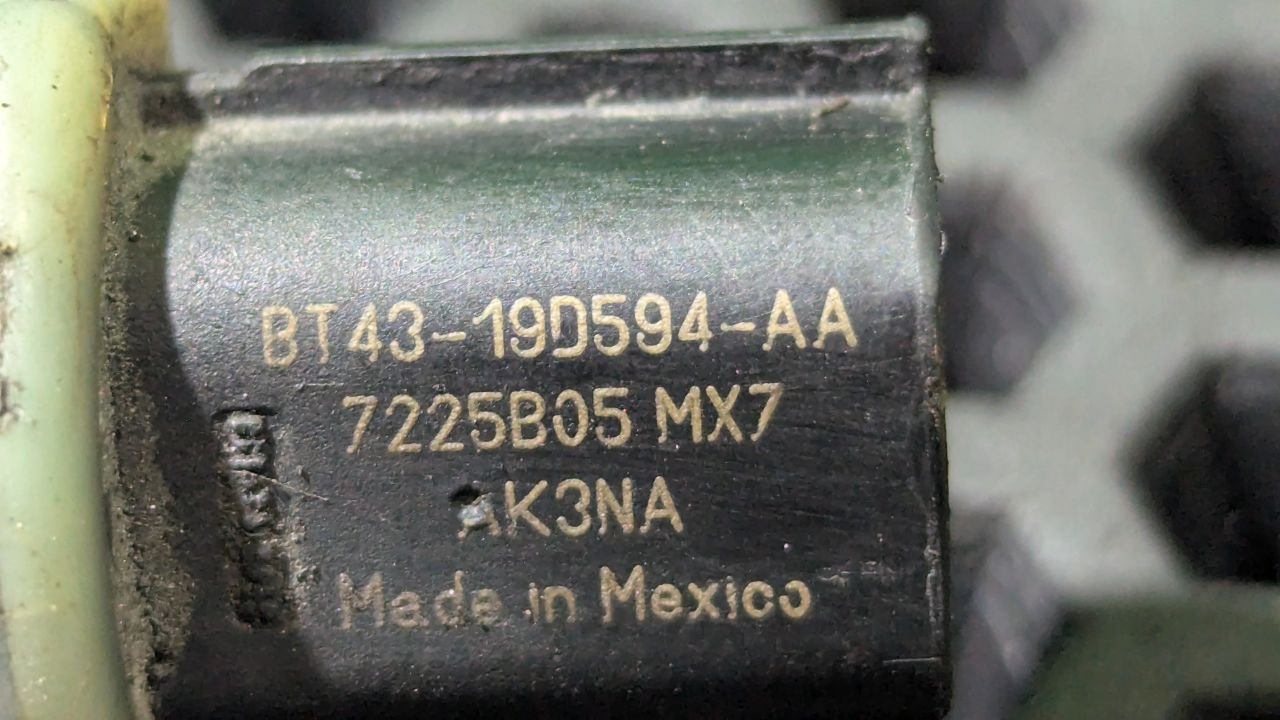 BT43-19D594-AA
7225B05 MX7
AK3NA
Made in Mexico